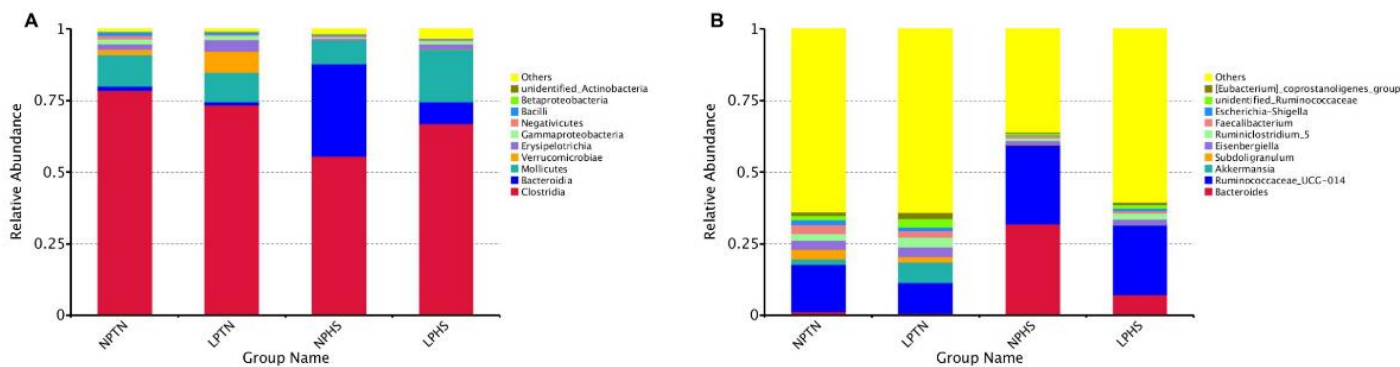 A
Relative Abundance
1
0.75
0.5
0.25
0
NPTN
LPTN
NPHS
LPHS
Group Name
Others
unidentified_Actinobacteria
Betaproteobacteria
Bacilli
Negativicutes
Gammaproteobacteria
Erysipelotrichia
Verrucomicrobiae
Mollicutes
Bacteroidia
Clostridia
B
Relative Abundance
1
0.75
0.5
0.25
0
NPTN
LPTN
NPHS
LPHS
Group Name
Others
[Eubacterium]_coprostanoligenes_group
unidentified_Ruminococcaceae
Escherichia-Shigella
Faecalibacterium
Ruminiclostridium_5
Eisenbergiella
Subdoligranulum
Akkermansia
Ruminococcaceae_UCG-014
Bacteroides